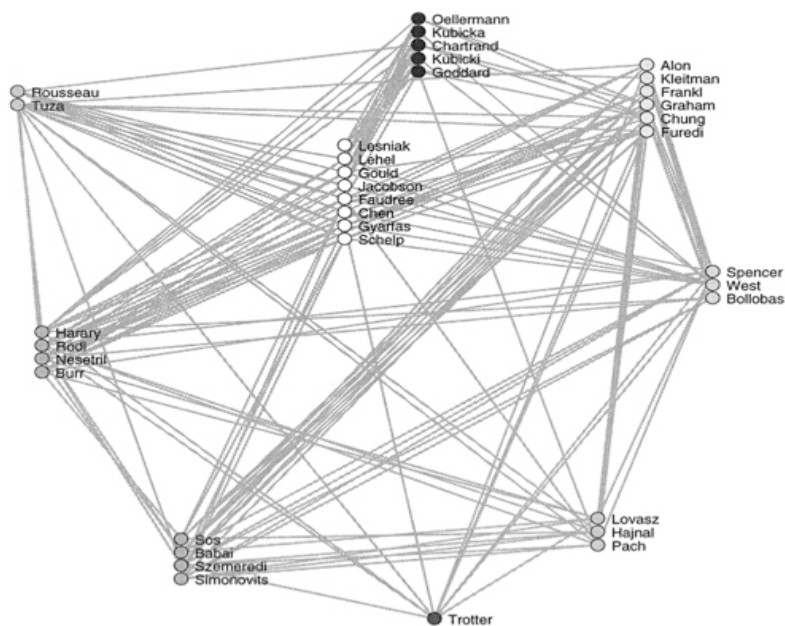 Oellermann
Kubicka
Chartrand
Kubicki
Goddard
Alon
Kleitman
Frankl
Graham
Chung
Furedi
Rousseau
Tuza
Lesniak
Lehel
Gould
Jacobson
Faudree
Chen
Gyarfas
Schelp
Spencer
West
Bollobas
Harary
Rodl
Nesetril
Burr
Lovasz
Hajnal
Pach
Sos
Babai
Szemeredi
Simonovits
Trotter